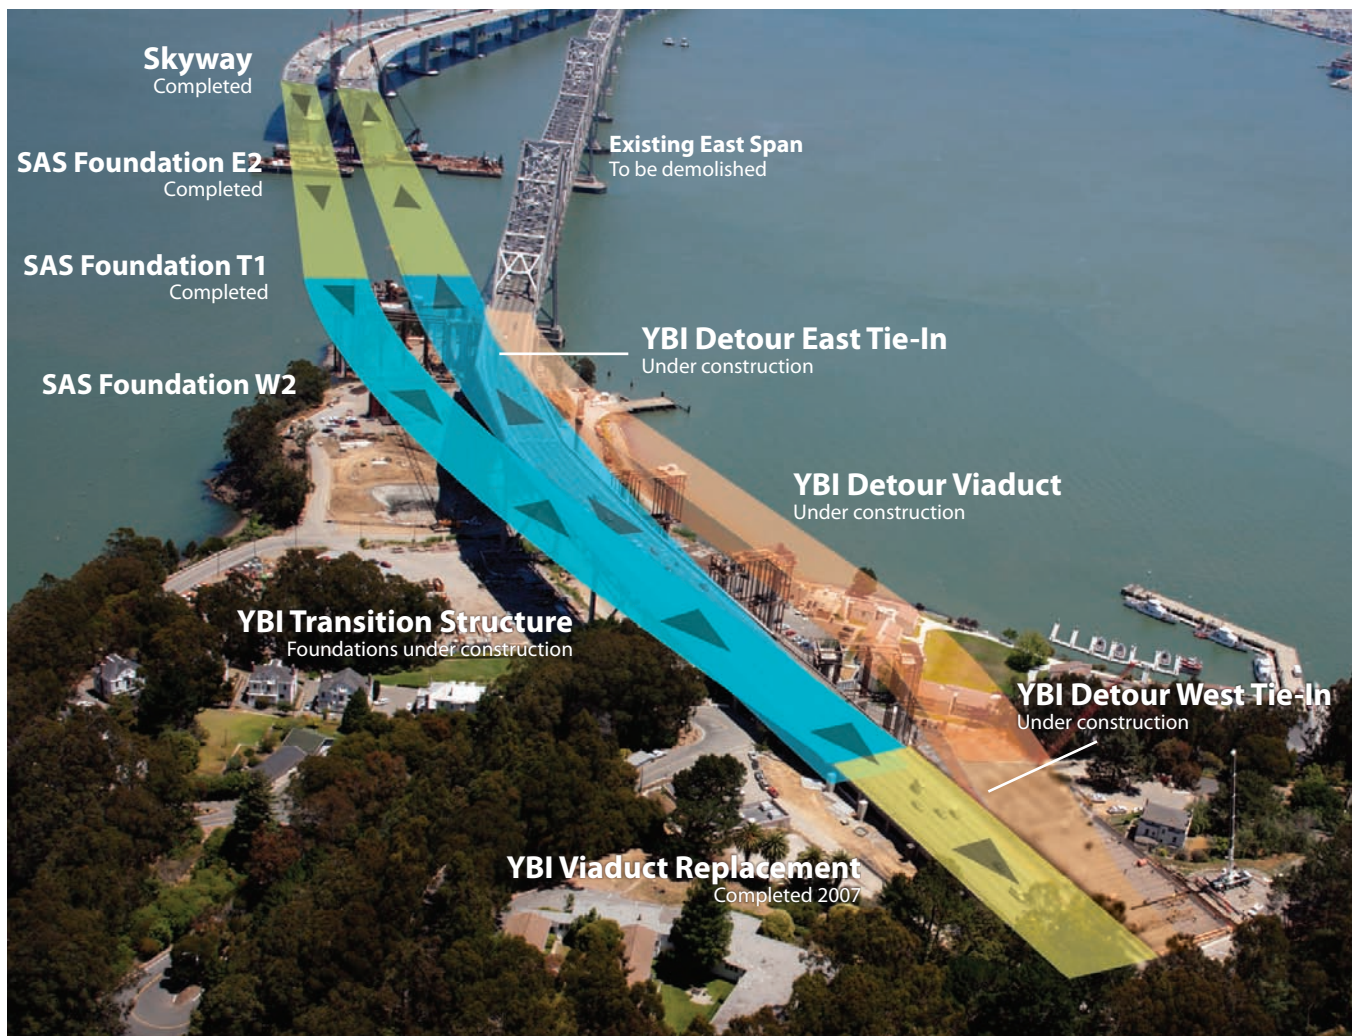 Skyway
Completed
SAS Foundation E2
Completed
Existing East Span
To be demolished
SAS Foundation T1
Completed
YBI Detour East Tie-In
Under construction
SAS Foundation W2
YBI Detour Viaduct
Under construction
YBI Transition Structure
Foundations under construction
YBI Detour West Tie-In
Under construction
YBI Viaduct Replacement
Completed 2007